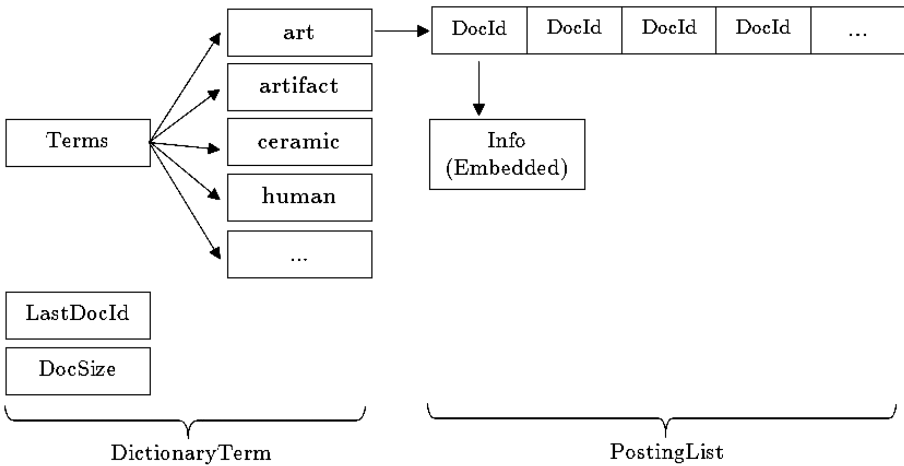 art
DocId DocId DocId DocId ...
artifact
Terms
ceramic
Info
(Embedded)
human
...
LastDocId
DocSize
DictionaryTerm
PostingList